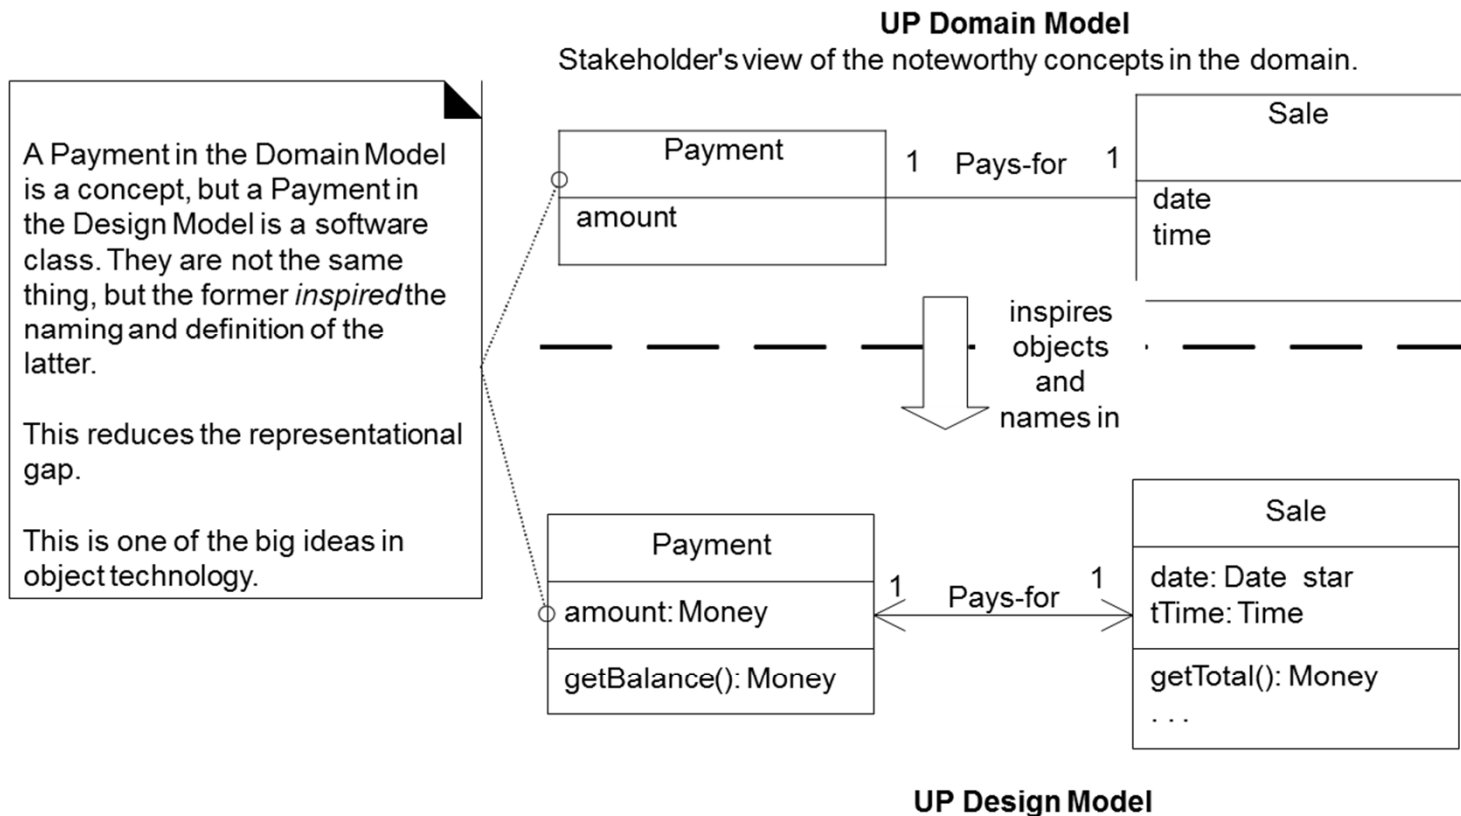 UP Domain Model
Stakeholder's view of the noteworthy concepts in the domain.
A Payment in the Domain Model
is a concept, but a Payment in
the Design Model is a software
class. They are not the same
thing, but the former inspired the
naming and definition of the
latter.
This reduces the representational
gap.
This is one of the big ideas in
object technology.
Payment
amount
1 Pays-for 1
Sale
date
time
inspires
objects
and
names in
Payment
amount: Money
getBalance(): Money
1 Pays-for 1
Sale
date: Date star
tTime: Time
getTotal(): Money
. . .
UP Design Model